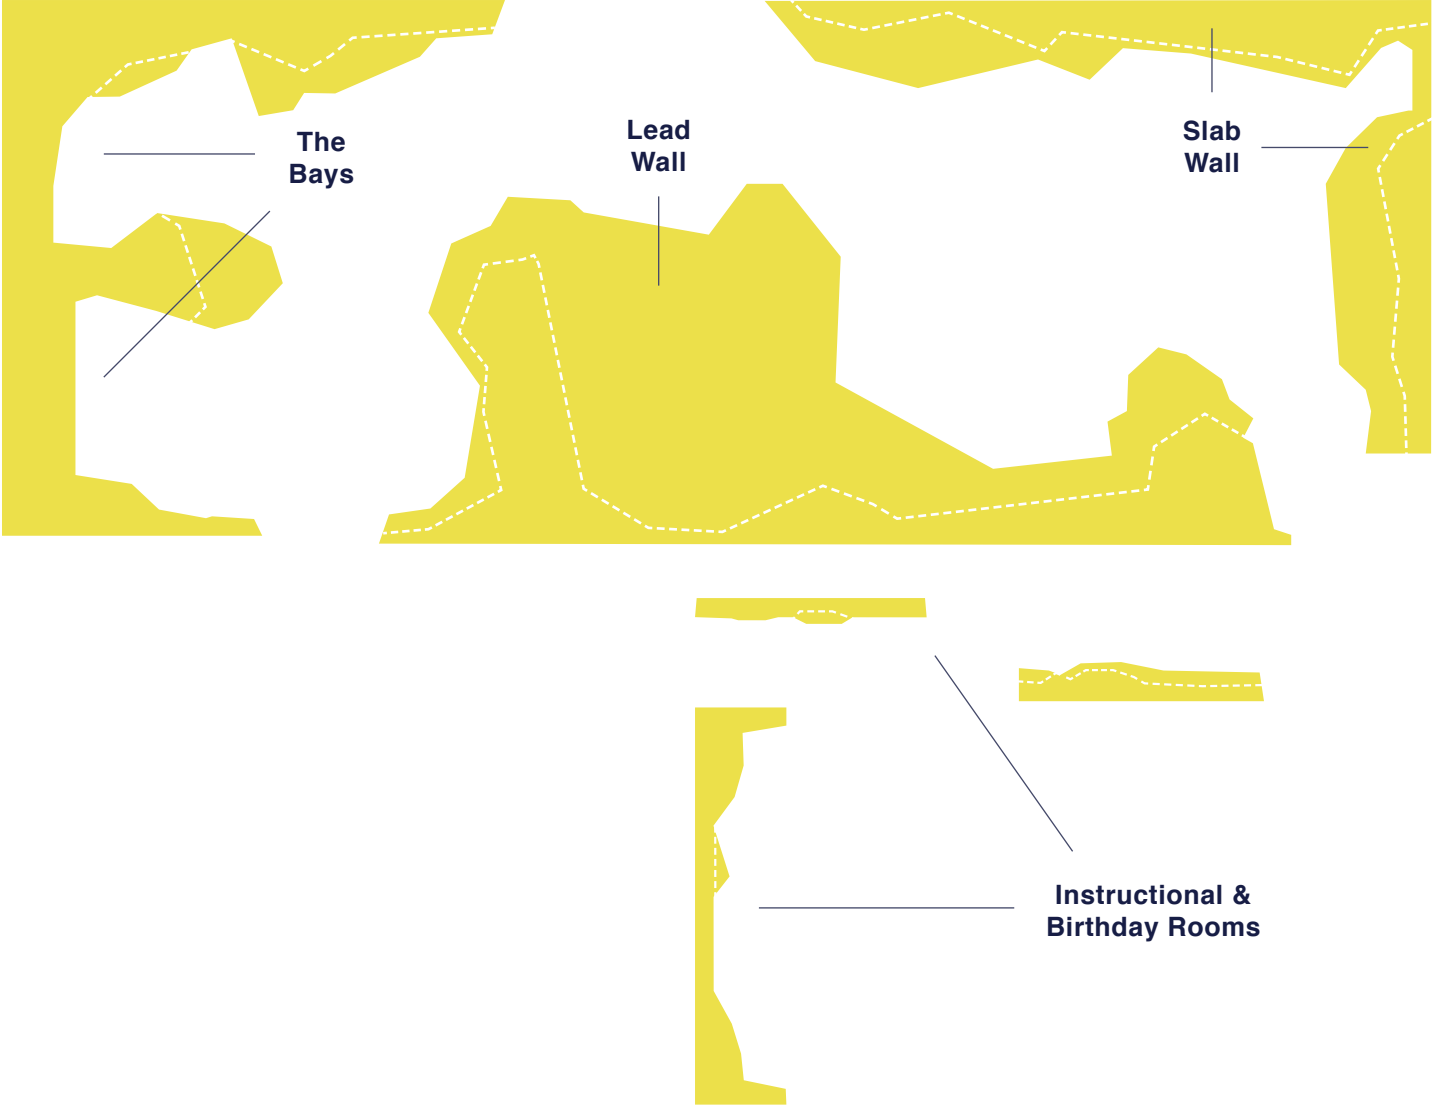 The
Bays
Lead
Wall
Slab
Wall
Instructional &
Birthday Rooms